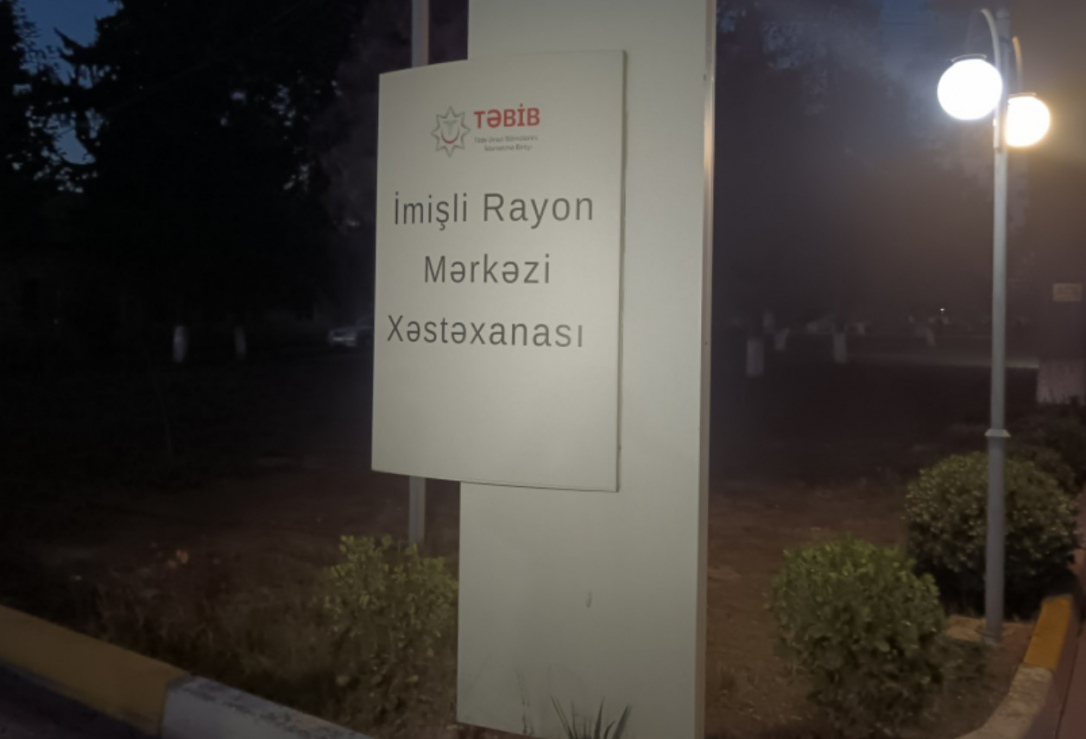 TƏBİB
İmişli Rayon
Mərkəzi
Xəstəxanası